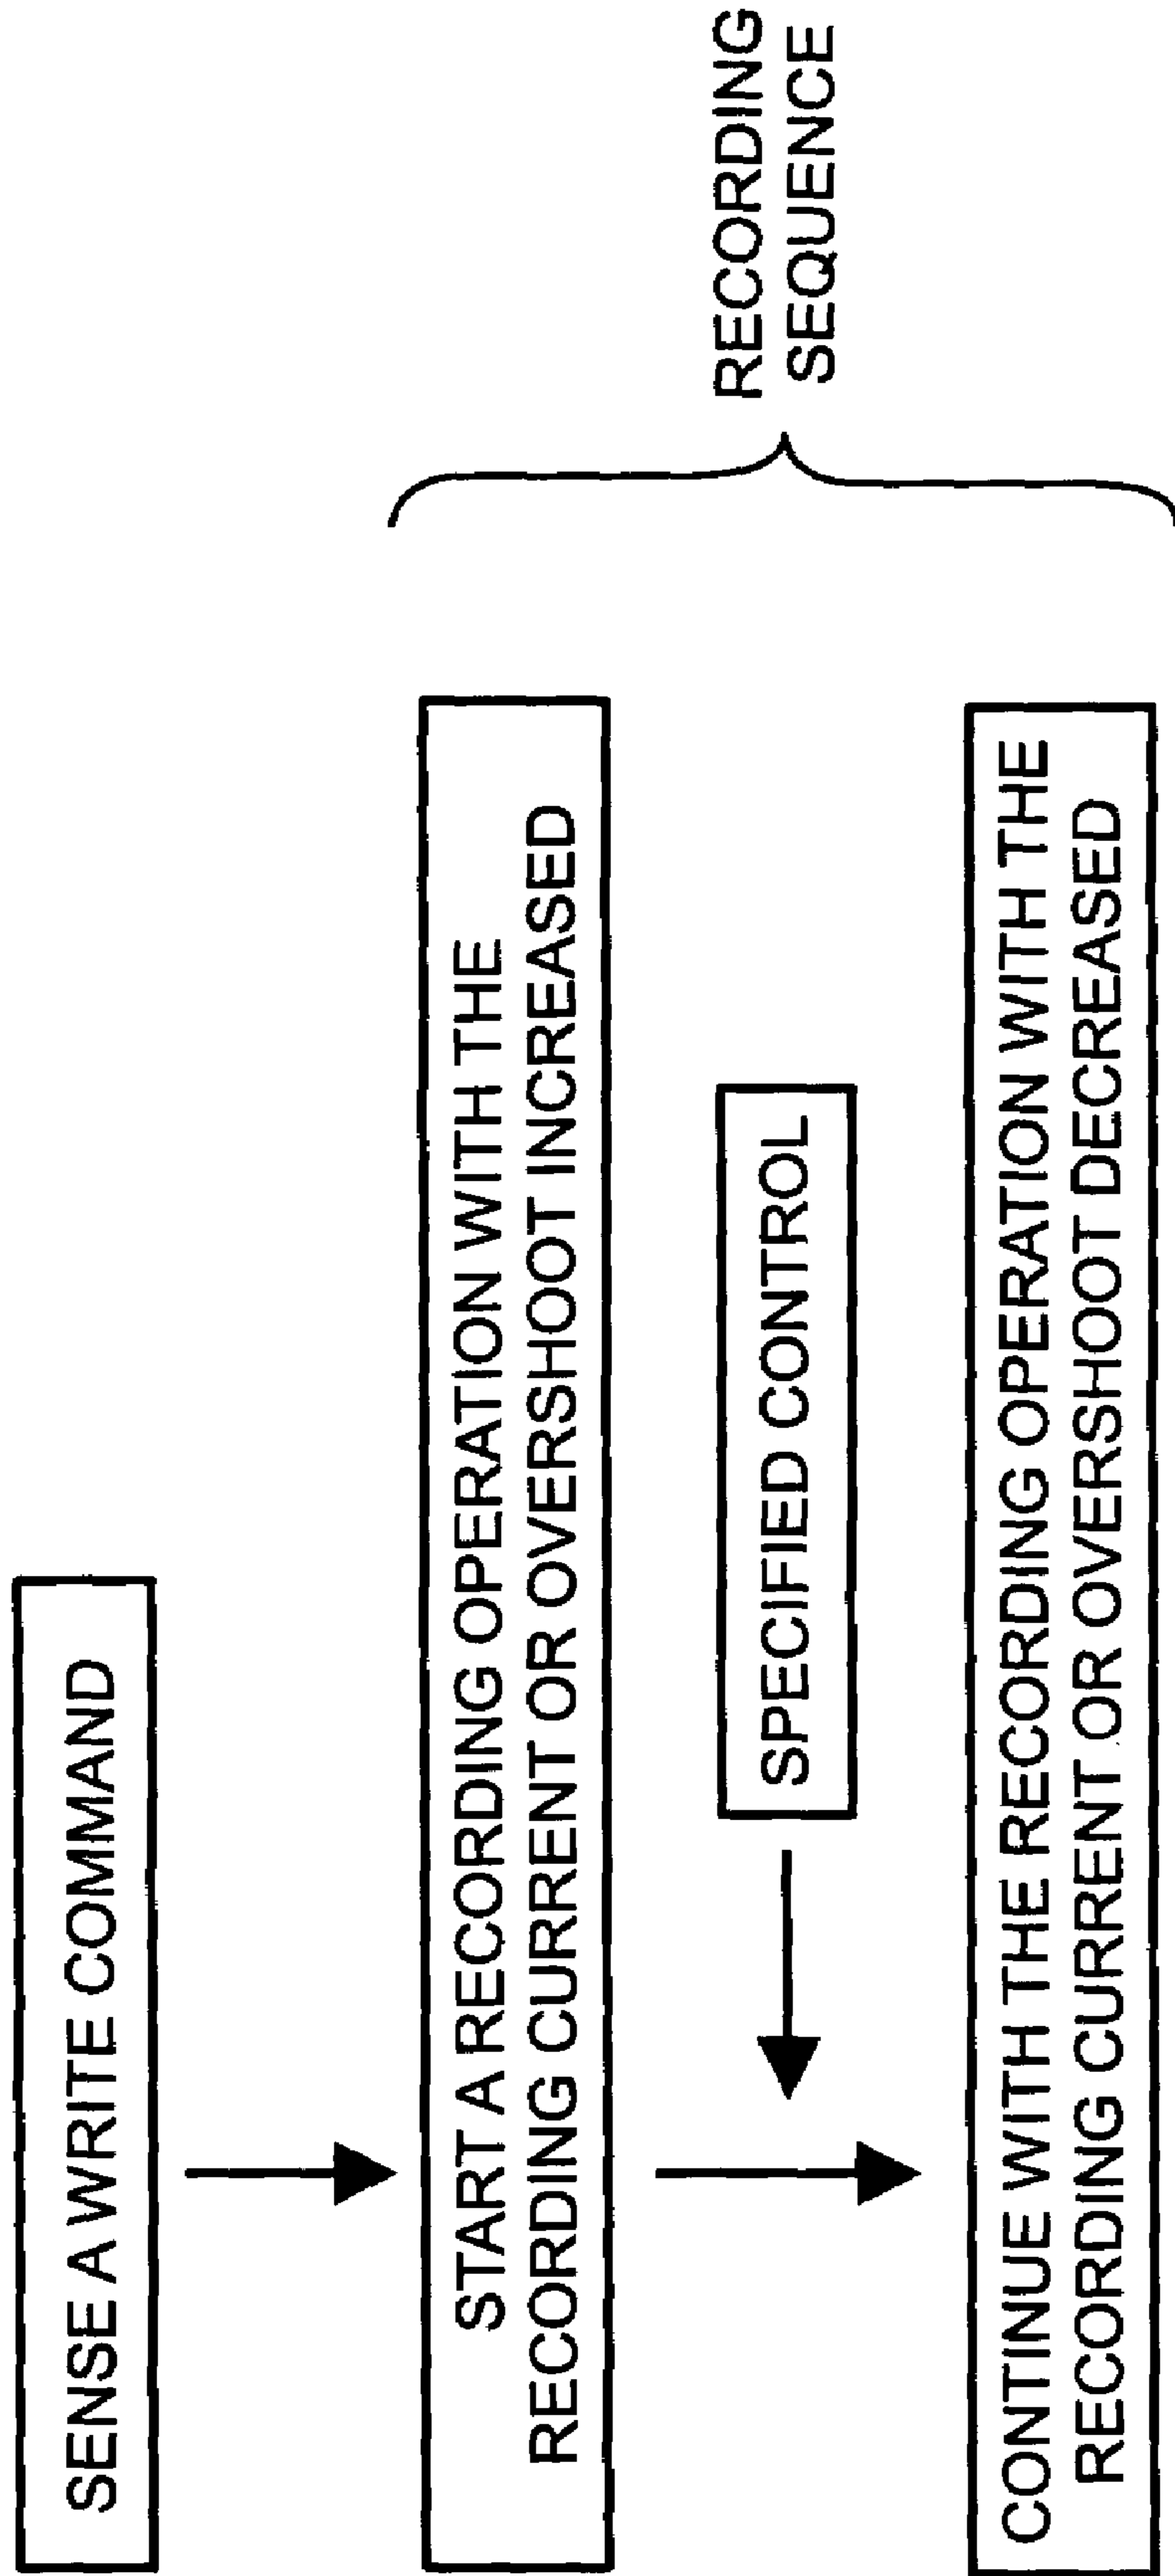 SENSE A WRITE COMMAND
START A RECORDING OPERATION WITH THE
RECORDING CURRENT OR OVERSHOOT INCREASED
SPECIFIED CONTROL
CONTINUE WITH THE RECORDING OPERATION WITH THE
RECORDING CURRENT OR OVERSHOOT DECREASED
RECORDING
SEQUENCE